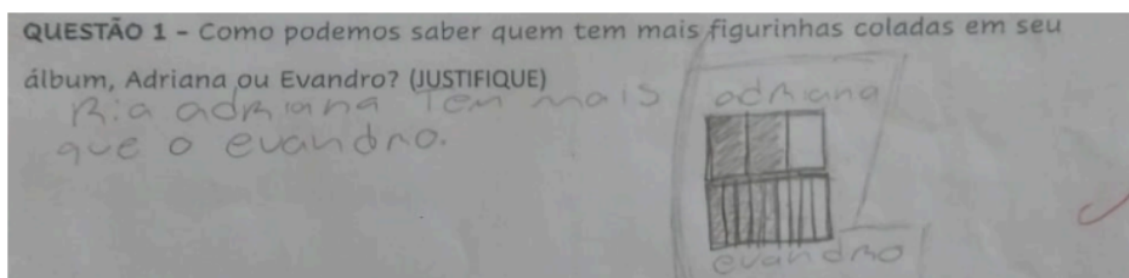 QUESTÃO 1 - Como podemos saber quem tem mais figurinhas coladas em seu
álbum, Adriana ou Evandro? (JUSTIFIQUE)
R:a adriana Tem mais
que o evandro.
adriana
evandro